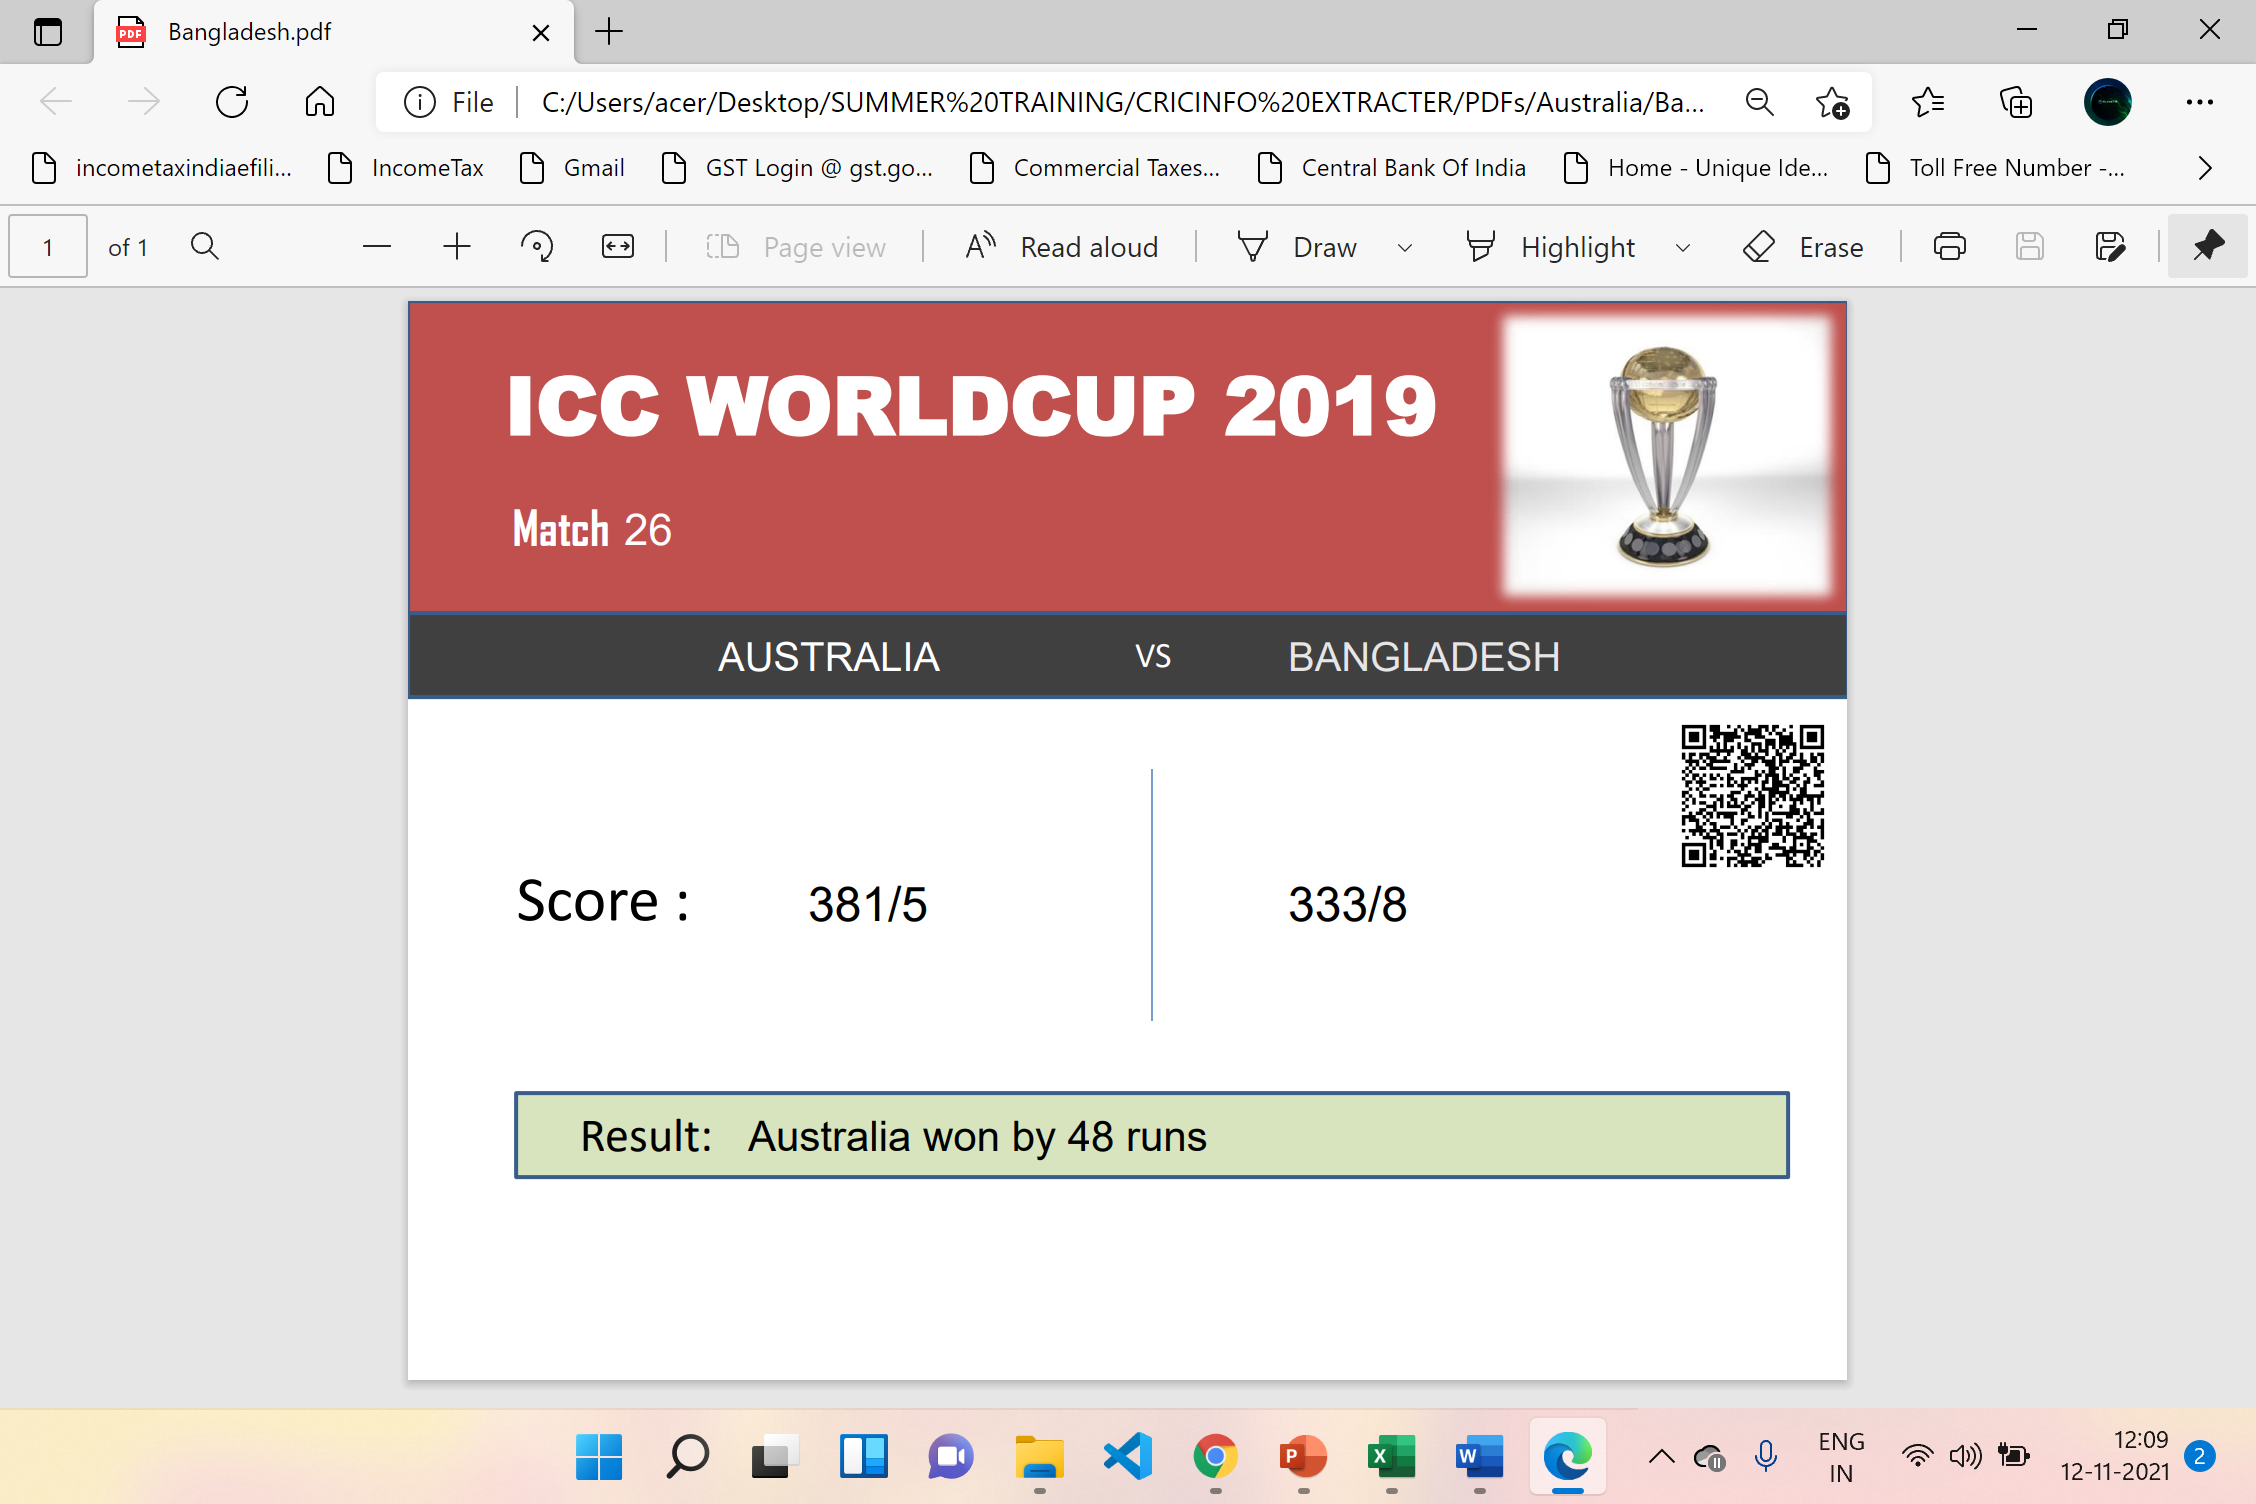 Bangladesh.pdf
File C:/Users/acer/Desktop/SUMMER%20TRAINING/CRICINFO%20EXTRACTER/PDFs/Australia/Ba...
incometaxindiaefili... IncomeTax Gmail GST Login @ gst.go... Commercial Taxes... Central Bank Of India Home - Unique Ide... Toll Free Number -...
1 of 1 Page view Read aloud Draw Highlight Erase
ICC WORLDCUP 2019
Match 26
AUSTRALIA VS BANGLADESH
Score : 381/5 333/8
Result: Australia won by 48 runs
ENG 12:09
IN 12-11-2021 2